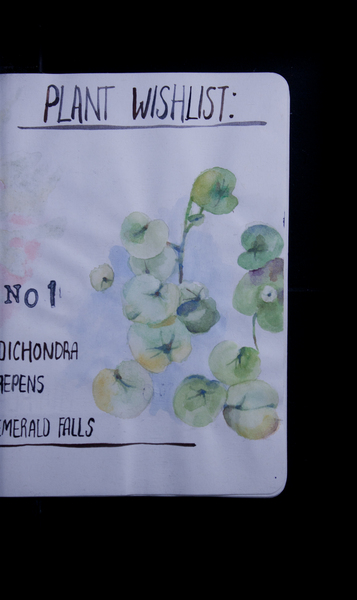 PLANT WISHLIST:
No 1
DICHONDRA
REPENS
EMERALD FALLS